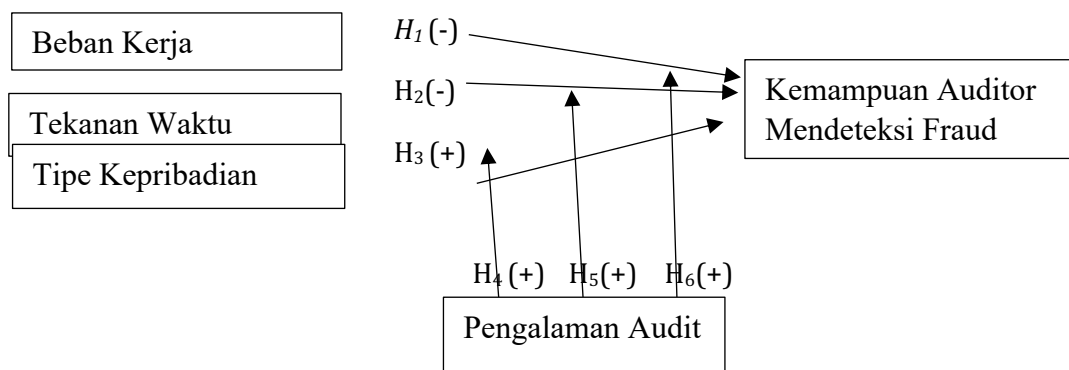 Beban Kerja
Tekanan Waktu
Tipe Kepribadian
H₁ (-)
H₂(-)
H₃ (+)
Kemampuan Auditor
Mendeteksi Fraud
H₄ (+) H₅(+) H₆(+)
Pengalaman Audit